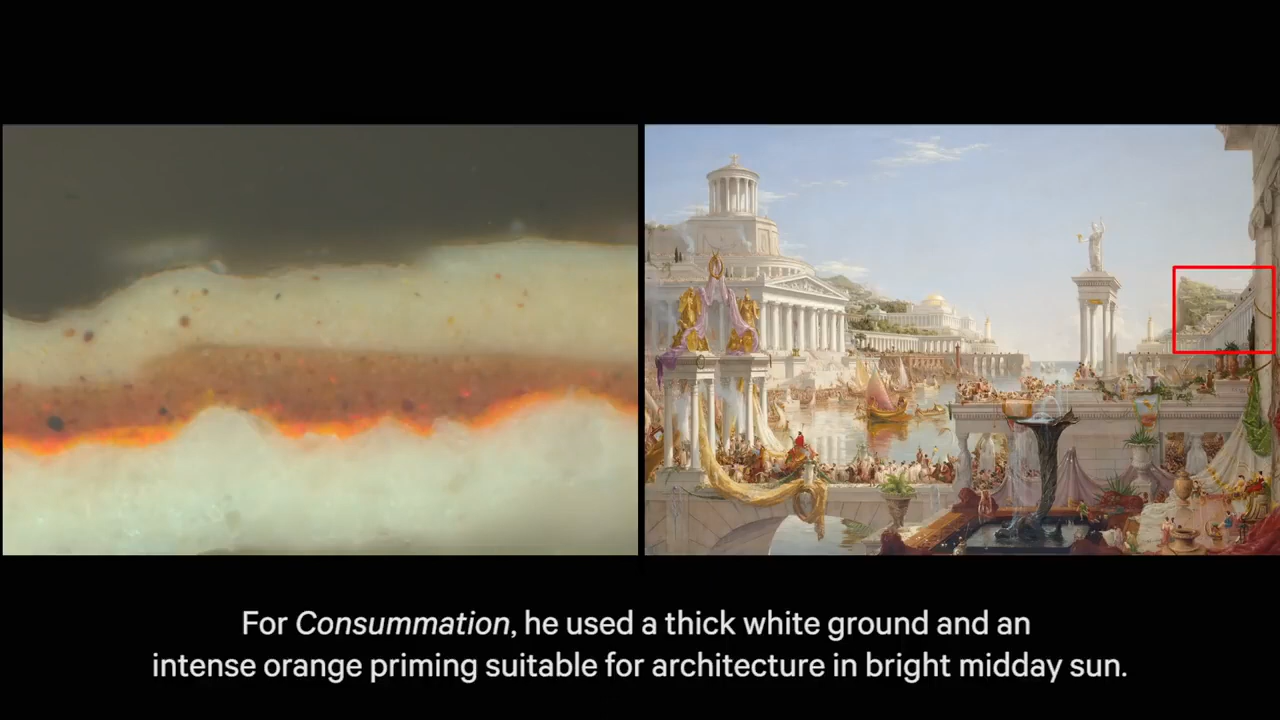 For Consummation, he used a thick white ground and an
intense orange priming suitable for architecture in bright midday sun.